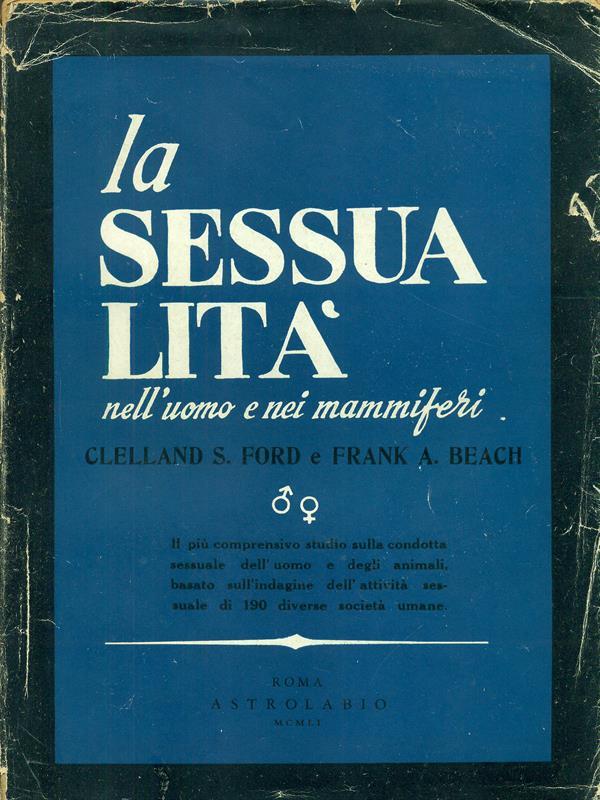 la
SESSUA
LITA'
nell'uomo e nei mammiferi.
CLELLAND S. FORD e FRANK A. BEACH
♂♀
Il più comprensivo studio sulla condotta
sessuale dell'uomo e degli animali,
basato sull'indagine dell'attività ses-
suale di 190 diverse società umane.
ROMA
ASTROLABIO
MCMLI